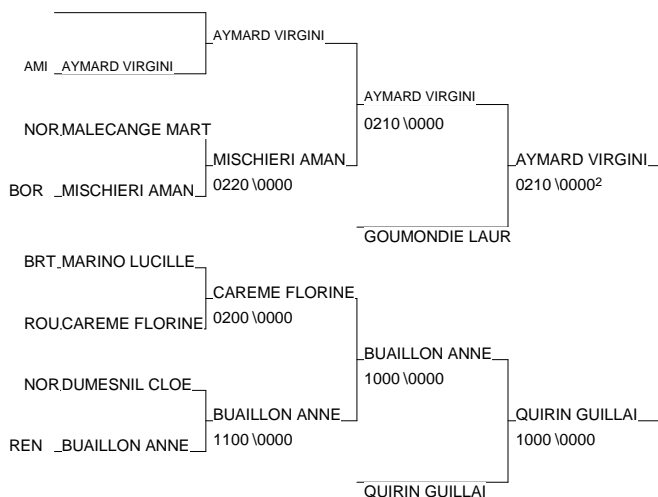 AYMARD VIRGINI
AMI AYMARD VIRGINI
AYMARD VIRGINI
0210 \0000
NOR MALECANGE MART
MISCHIERI AMAN
0220 \0000
AYMARD VIRGINI
0210 \0000²
BOR MISCHIERI AMAN
GOUMONDIE LAUR
BRT MARINO LUCILLE
CAREME FLORINE
0200 \0000
ROU CAREME FLORINE
BUAILLON ANNE
1000 \0000
NOR DUMESNIL CLOE
BUAILLON ANNE
1100 \0000
QUIRIN GUILLAI
1000 \0000
REN BUAILLON ANNE
QUIRIN GUILLAI